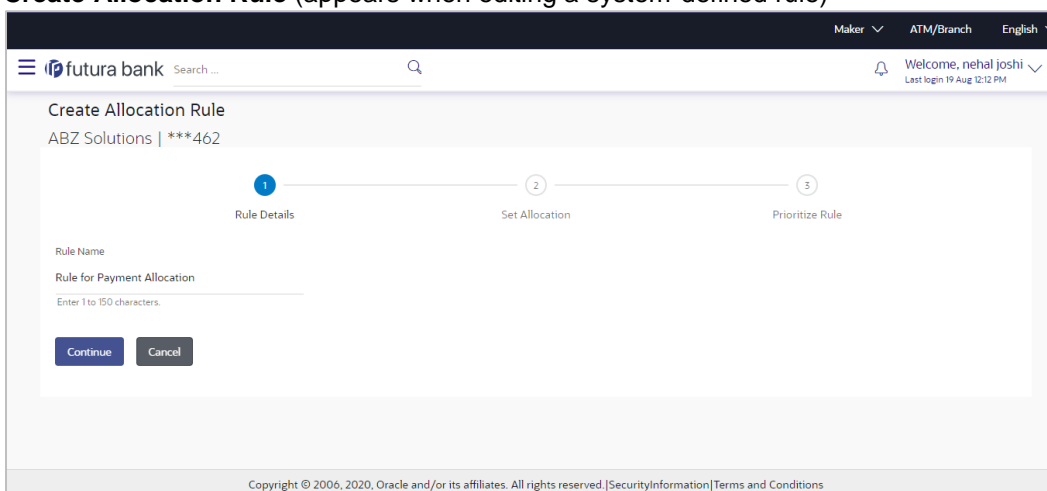 Create Allocation Rule (appears when editing a system-defined rule)
Maker ATM/Branch English
futura bank Search ... Welcome, nehal joshi
Last login 19 Aug 12:12 PM
Create Allocation Rule
ABZ Solutions | ***462
1 2 3
Rule Details Set Allocation Prioritize Rule
Rule Name
Rule for Payment Allocation
Enter 1 to 150 characters.
Continue Cancel
Copyright © 2006, 2020, Oracle and/or its affiliates. All rights reserved.|SecurityInformation|Terms and Conditions